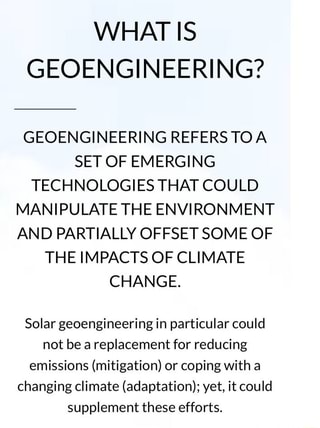 WHAT IS
GEOENGINEERING?
GEOENGINEERING REFERS TO A
SET OF EMERGING
TECHNOLOGIES THAT COULD
MANIPULATE THE ENVIRONMENT
AND PARTIALLY OFFSET SOME OF
THE IMPACTS OF CLIMATE
CHANGE.
Solar geoengineering in particular could
not be a replacement for reducing
emissions (mitigation) or coping with a
changing climate (adaptation); yet, it could
supplement these efforts.